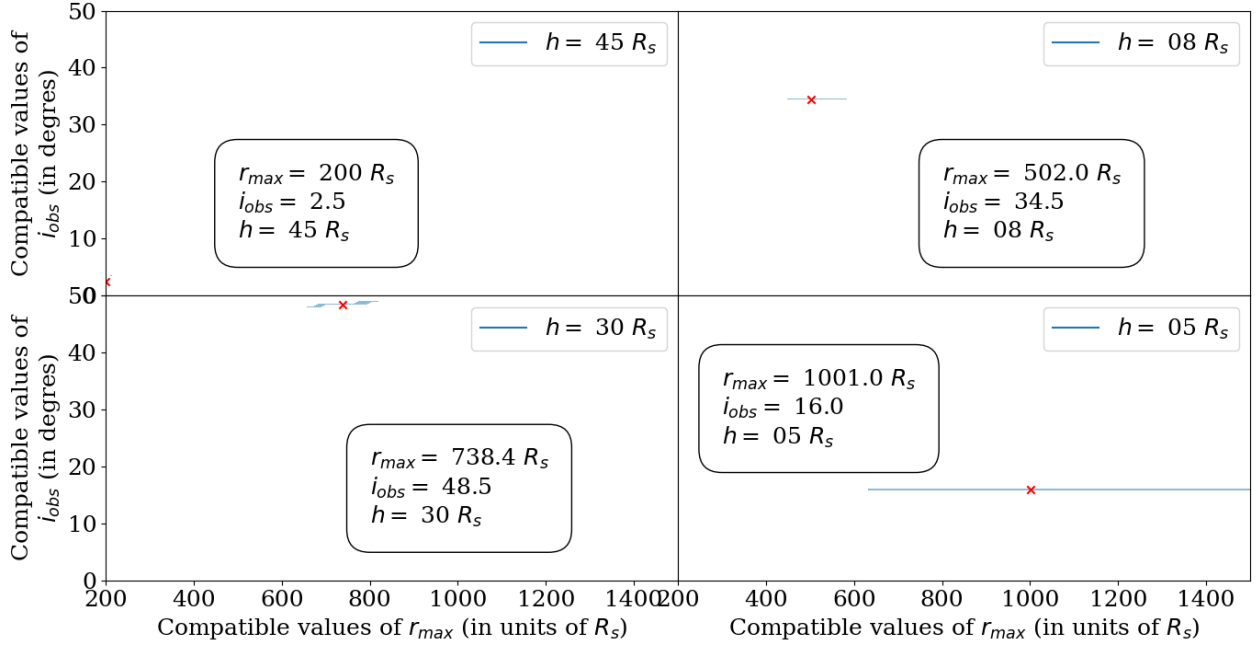 Compatible values of
i_obs (in degres)
50
40
30
20
10
0
h = 45 R_s
r_max = 200 R_s
i_obs = 2.5
h = 45 R_s
h = 08 R_s
r_max = 502.0 R_s
i_obs = 34.5
h = 08 R_s
Compatible values of
i_obs (in degres)
50
40
30
20
10
0
h = 30 R_s
r_max = 738.4 R_s
i_obs = 48.5
h = 30 R_s
h = 05 R_s
r_max = 1001.0 R_s
i_obs = 16.0
h = 05 R_s
200 400 600 800 1000 1200 1400
200 400 600 800 1000 1200 1400
Compatible values of r_max (in units of R_s)
Compatible values of r_max (in units of R_s)